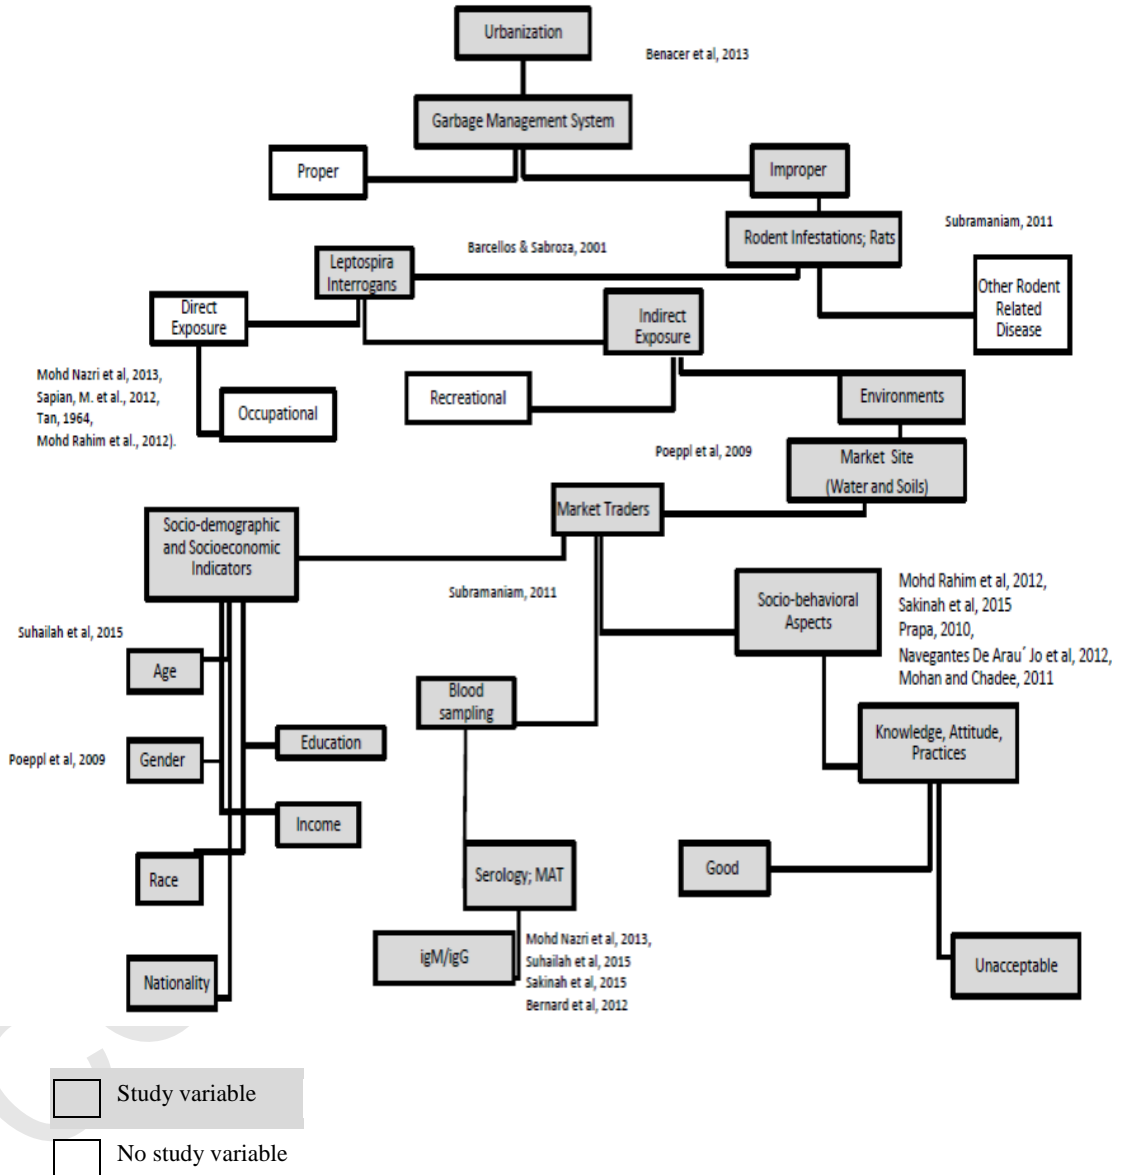 Urbanization
Benacer et al, 2013
Garbage Management System
Proper
Improper
Rodent Infestations; Rats
Subramaniam, 2011
Barcellos & Sabroza, 2001
Leptospira
Interrogans
Other Rodent
Related
Disease
Direct
Exposure
Indirect
Exposure
Mohd Nazri et al, 2013,
Sapian, M. et al., 2012,
Tan, 1964,
Mohd Rahim et al., 2012).
Occupational
Recreational
Environments
Poeppl et al, 2009
Market Site
(Water and Soils)
Market Traders
Socio-demographic
and Socioeconomic
Indicators
Subramaniam, 2011
Socio-behavioral
Aspects
Mohd Rahim et al, 2012,
Sakinah et al, 2015
Prapa, 2010,
Navegantes De Arau´ Jo et al, 2012,
Mohan and Chadee, 2011
Suhailah et al, 2015
Age
Blood
sampling
Knowledge, Attitude,
Practices
Education
Poeppl et al, 2009
Gender
Income
Race
Serology; MAT
Good
igM/igG
Mohd Nazri et al, 2013,
Suhailah et al, 2015
Sakinah et al, 2015
Bernard et al, 2012
Unacceptable
Nationality
Study variable
No study variable